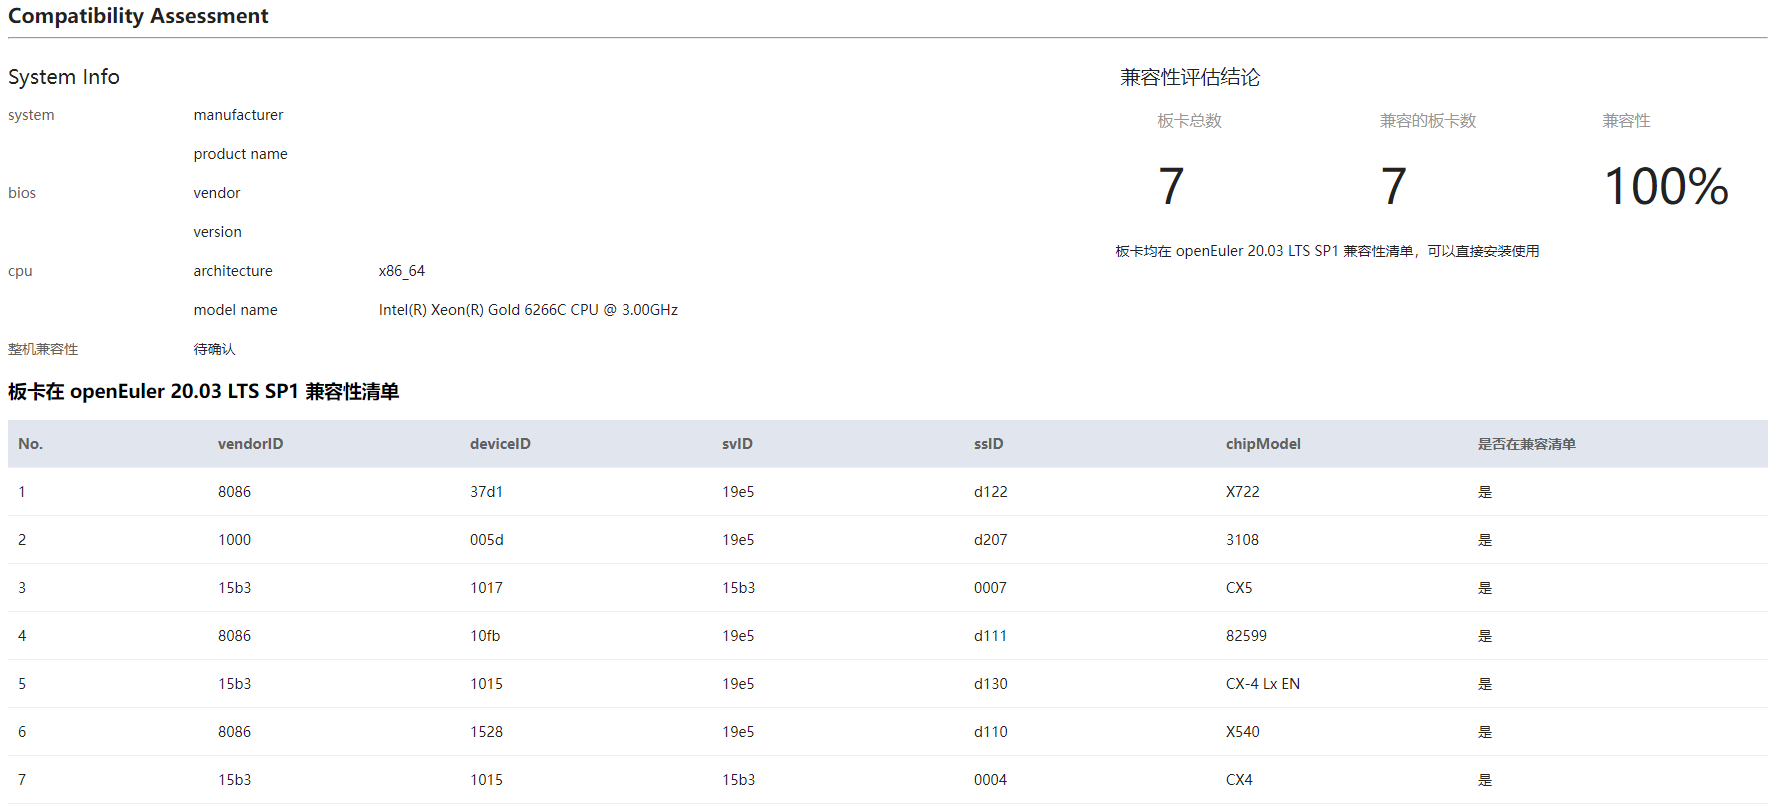 Compatibility Assessment
System Info
system manufacturer
product name
bios vendor
version
cpu architecture x86_64
model name Intel(R) Xeon(R) Gold 6266C CPU @ 3.00GHz
整机兼容性 待确认
兼容性评估结论
板卡总数 兼容的板卡数 兼容性
7 7 100%
板卡均在 openEuler 20.03 LTS SP1 兼容性清单，可以直接安装使用
板卡在 openEuler 20.03 LTS SP1 兼容性清单
No. vendorID deviceID svID ssID chipModel 是否在兼容清单
1 8086 37d1 19e5 d122 X722 是
2 1000 005d 19e5 d207 3108 是
3 15b3 1017 15b3 0007 CX5 是
4 8086 10fb 19e5 d111 82599 是
5 15b3 1015 19e5 d130 CX-4 Lx EN 是
6 8086 1528 19e5 d110 X540 是
7 15b3 1015 15b3 0004 CX4 是